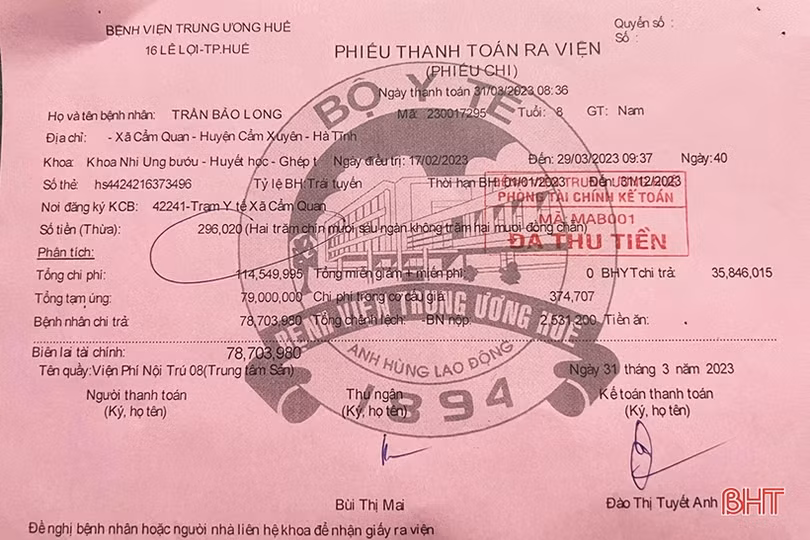 BỆNH VIỆN TRUNG ƯƠNG HUẾ
16 LÊ LỢI-TP.HUẾ
Quyển số :
Số :
PHIẾU THANH TOÁN RA VIỆN
(PHIẾU CHI)
Ngày thanh toán 31/03/2023 08:36
Họ và tên bệnh nhân: TRẦN BẢO LONG Mã: 230017295 Tuổi: 8 GT: Nam
Địa chỉ: - Xã Cẩm Quan - Huyện Cẩm Xuyên - Hà Tĩnh
Khoa: Khoa Nhi Ung bướu - Huyết học - Ghép t Ngày điều trị: 17/02/2023 Đến: 29/03/2023 09:37 Ngày:40
Số thẻ: hs4424216373496 Tỷ lệ BH:Trái tuyến Thời hạn BH: 01/01/2023 Đến: 31/12/2023
PHÒNG TÀI CHÍNH KẾ TOÁN
Nơi đăng ký KCB: 42241-Trạm Y tế Xã Cẩm Quan
MÃ: MAB001
Số tiền (Thừa): 296,020 (Hai trăm chín mươi sáu ngàn không trăm hai mươi đồng chẵn)
ĐÃ THU TIỀN
Phân tích:
Tổng chi phí: 114,549,995 Tổng miễn giảm + miễn phí: 0 BHYT chi trả: 35,846,015
Tổng tạm ứng: 79,000,000 Chi phí trong cơ cấu giá: 374,707
Bệnh nhân chi trả: 78,703,980 Tổng chênh lệch: -BN nộp: 2,531,200 Tiền ăn:
Biên lai tài chính: 78,703,980
Tên quầy:Viện Phí Nội Trú 08(Trung tâm Sản) Ngày 31 tháng 3 năm 2023
Người thanh toán Thu ngân Kế toán thanh toán
(Ký, họ tên) (Ký, họ tên) (Ký, họ tên)
BỘ Y TẾ
BỆNH VIỆN TRUNG ƯƠNG HUẾ
ANH HÙNG LAO ĐỘNG
1894
Bùi Thị Mai Đào Thị Tuyết Anh
BHT
Đề nghị bệnh nhân hoặc người nhà liên hệ khoa để nhận giấy ra viện